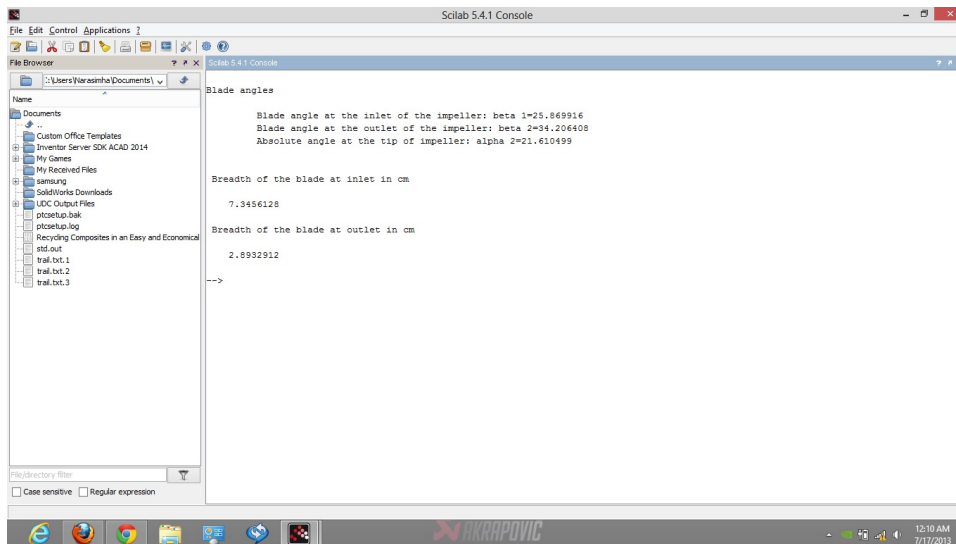 Scilab 5.4.1 Console
File Edit Control Applications ?
File Browser
Scilab 5.4.1 Console
:\Users\Narasimha\Documents\
Name
Documents
..
Custom Office Templates
Inventor Server SDK ACAD 2014
My Games
My Received Files
samsung
SolidWorks Downloads
UDC Output Files
ptcsetup.bak
ptcsetup.log
Recycling Composites in an Easy and Economical
std.out
trail.txt.1
trail.txt.2
trail.txt.3
File/directory filter
Case sensitive Regular expression
Blade angles
Blade angle at the inlet of the impeller: beta 1=25.869916
Blade angle at the outlet of the impeller: beta 2=34.206408
Absolute angle at the tip of impeller: alpha 2=21.610499
Breadth of the blade at inlet in cm
7.3456128
Breadth of the blade at outlet in cm
2.8932912
-->
AKRAPOVIC
12:10 AM
7/17/2013